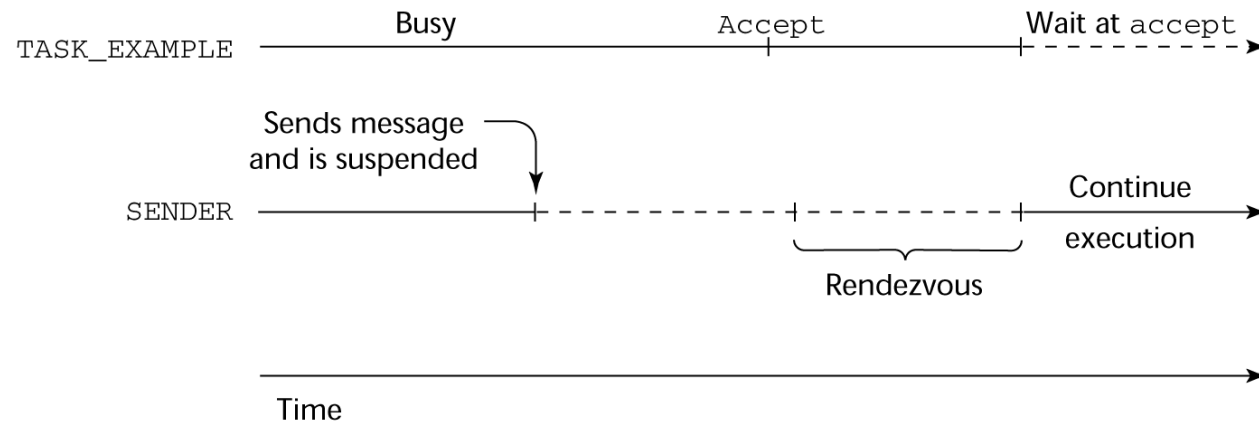 Busy
Accept
Wait at accept
TASK_EXAMPLE
Sends message
and is suspended
SENDER
Continue
execution
Rendezvous
Time